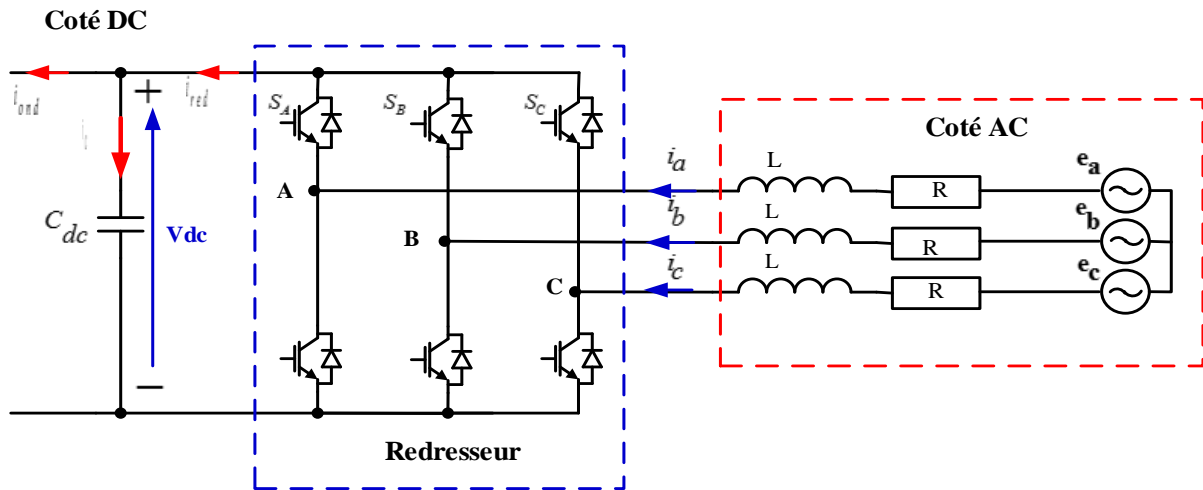 Coté DC
i_ond
i_red
S_A
S_B
S_C
Coté AC
+
C_dc
Vdc
−
A
B
C
i_a
i_b
i_c
L
L
L
R
R
R
e_a
e_b
e_c
Redresseur